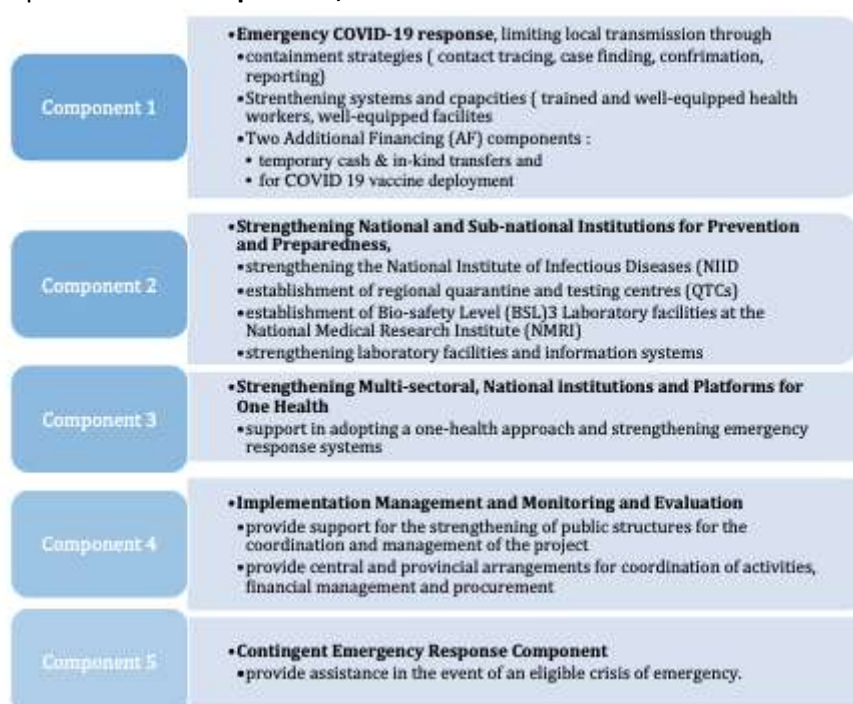 Component 1
•Emergency COVID-19 response, limiting local transmission through
•containment strategies ( contact tracing, case finding, confrimation,
reporting)
•Strenthening systems and cpapcities ( trained and well-equipped health
workers, well-equipped facilites
•Two Additional Financing (AF) components :
• temporary cash & in-kind transfers and
• for COVID 19 vaccine deployment
Component 2
•Strengthening National and Sub-national Institutions for Prevention
and Preparedness,
•strengthening the National Institute of Infectious Diseases (NIID
•establishment of regional quarantine and testing centres (QTCs)
•establishment of Bio-safety Level (BSL)3 Laboratory facilities at the
National Medical Research Institute (NMRI)
•strengthening laboratory facilities and information systems
Component 3
•Strengthening Multi-sectoral, National institutions and Platforms for
One Health
•support in adopting a one-health approach and strengthening emergency
response systems
Component 4
•Implementation Management and Monitoring and Evaluation
•provide support for the strengthening of public structures for the
coordination and management of the project
•provide central and provincial arrangements for coordination of activities,
financial management and procurement
Component 5
•Contingent Emergency Response Component
•provide assistance in the event of an eligible crisis of emergency.